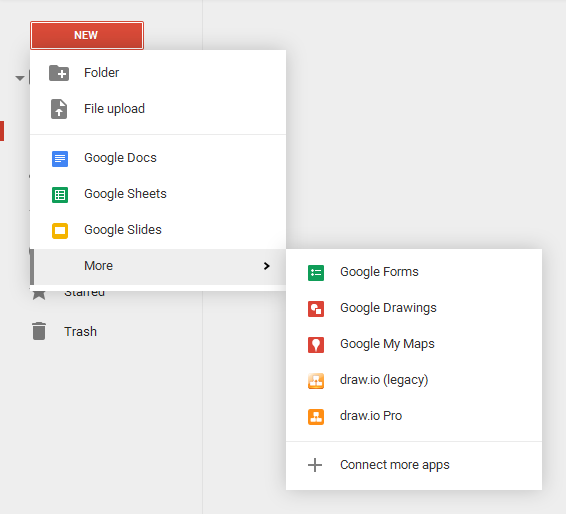 NEW
Folder
File upload
Google Docs
Google Sheets
Google Slides
More
Starred
Trash
Google Forms
Google Drawings
Google My Maps
draw.io (legacy)
draw.io Pro
Connect more apps